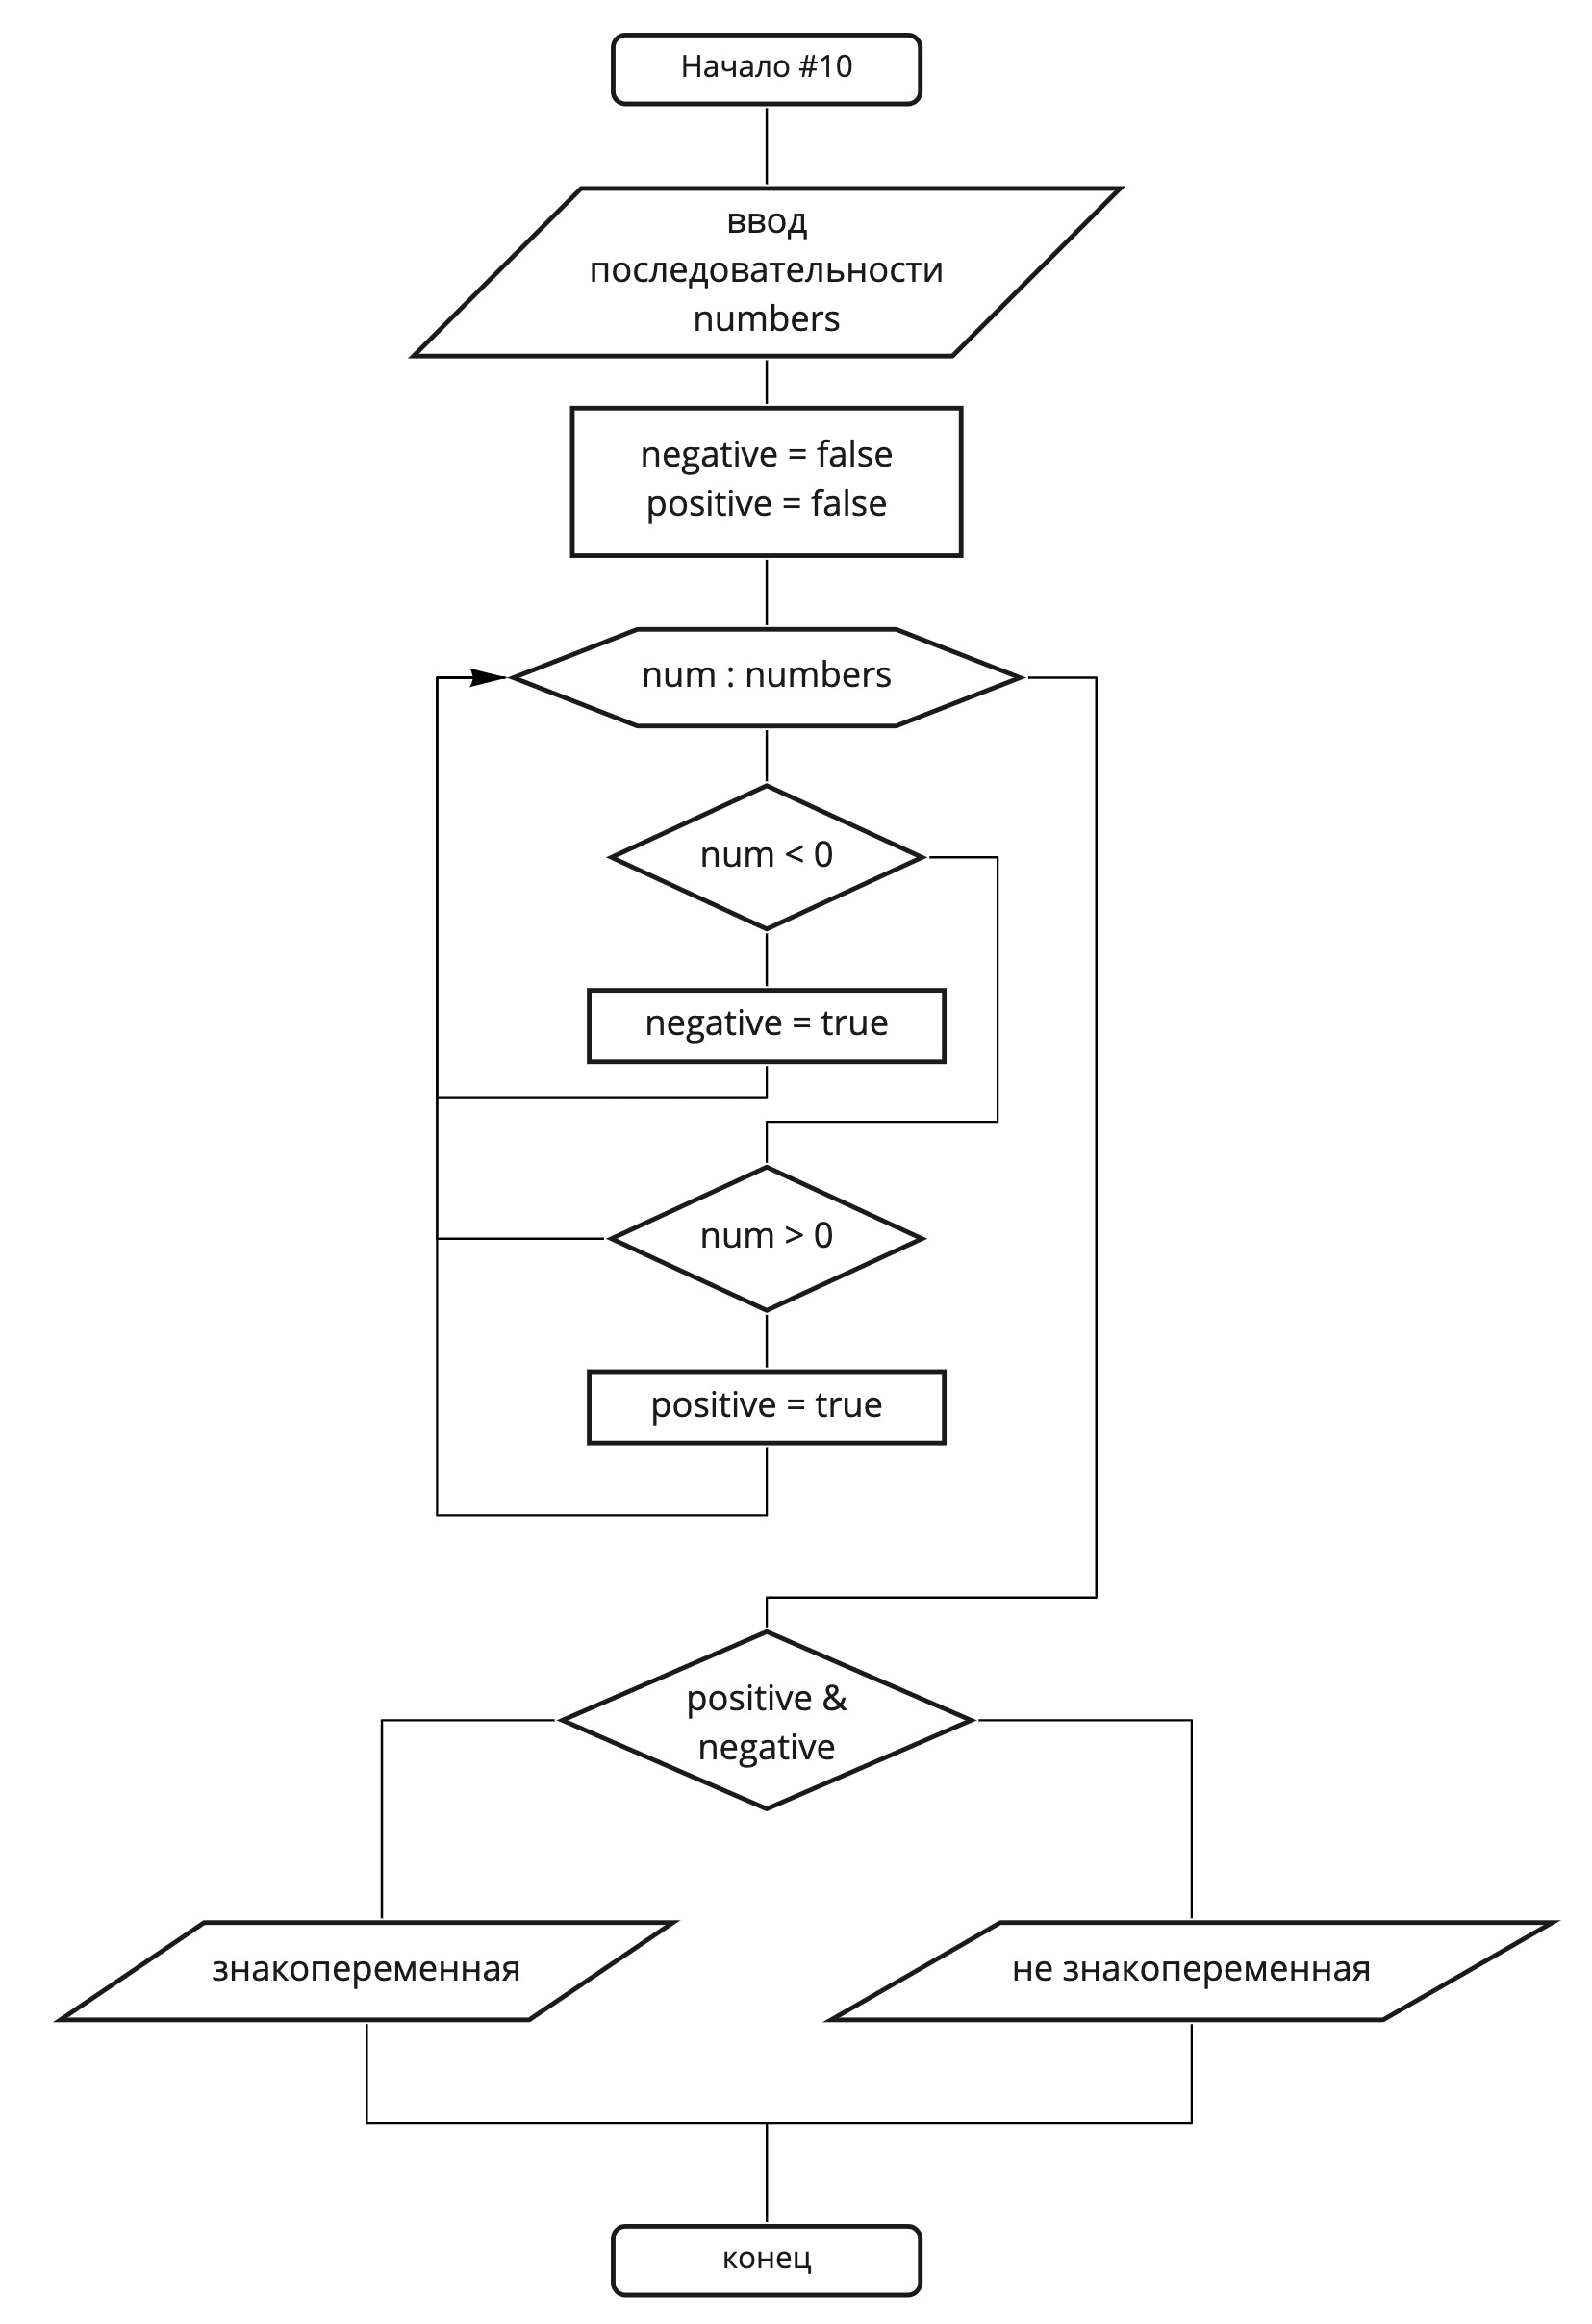 Начало #10
ввод
последовательности
numbers
negative = false
positive = false
num : numbers
num < 0
negative = true
num > 0
positive = true
positive &
negative
знакопеременная
не знакопеременная
конец